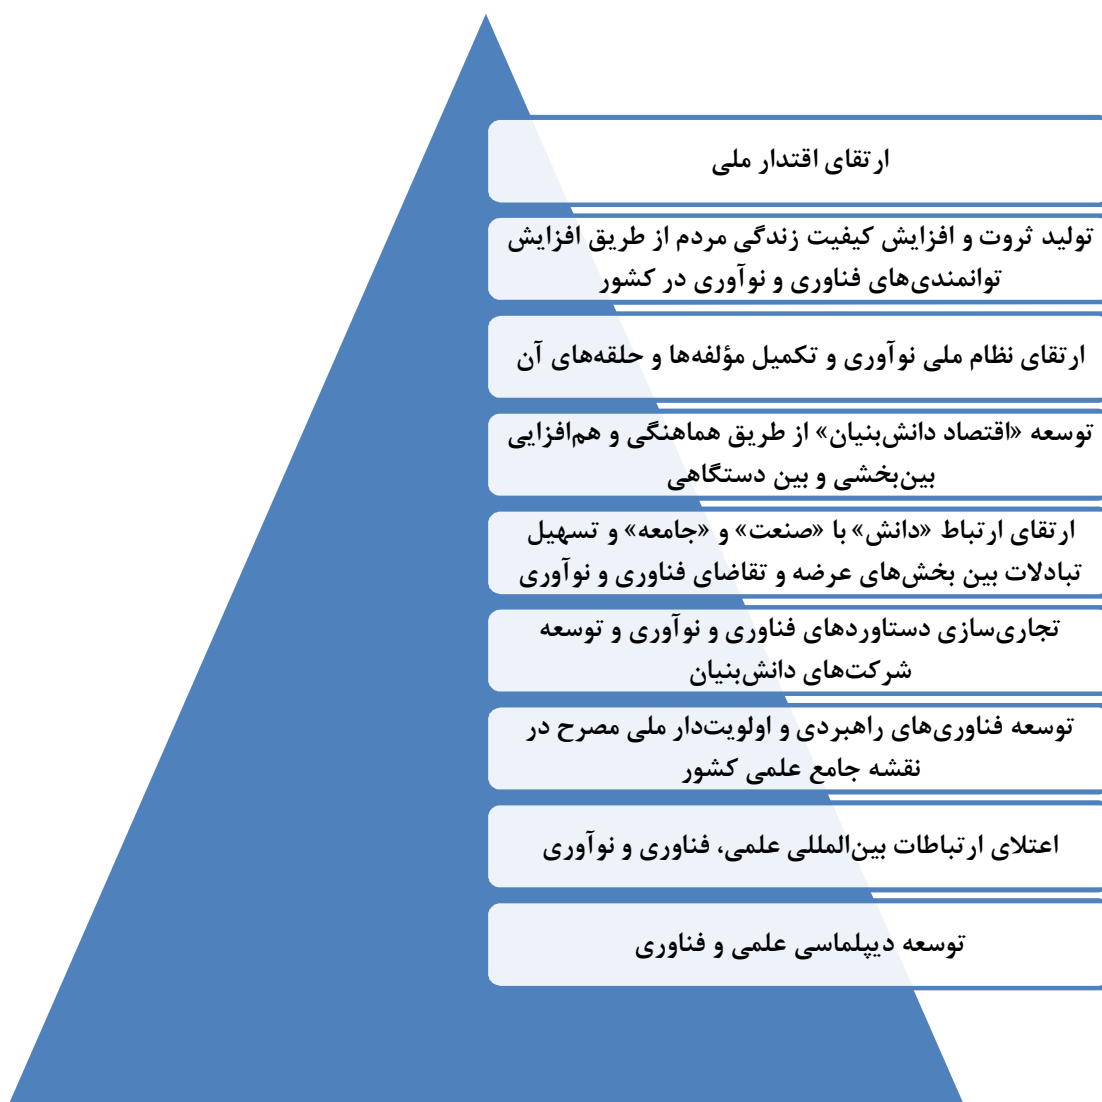 ارتقای اقتدار ملی
تولید ثروت و افزایش کیفیت زندگی مردم از طریق افزایش
توانمندی‌های فناوری و نوآوری در کشور
ارتقای نظام ملی نوآوری و تکمیل مؤلفه‌ها و حلقه‌های آن
توسعه «اقتصاد دانش‌بنیان» از طریق هماهنگی و هم‌افزایی
بین‌بخشی و بین دستگاهی
ارتقای ارتباط «دانش» با «صنعت» و «جامعه» و تسهیل
تبادلات بین بخش‌های عرضه و تقاضای فناوری و نوآوری
تجاری‌سازی دستاوردهای فناوری و نوآوری و توسعه
شرکت‌های دانش‌بنیان
توسعه فناوری‌های راهبردی و اولویت‌دار ملی مصرح در
نقشه جامع علمی کشور
اعتلای ارتباطات بین‌المللی علمی، فناوری و نوآوری
توسعه دیپلماسی علمی و فناوری